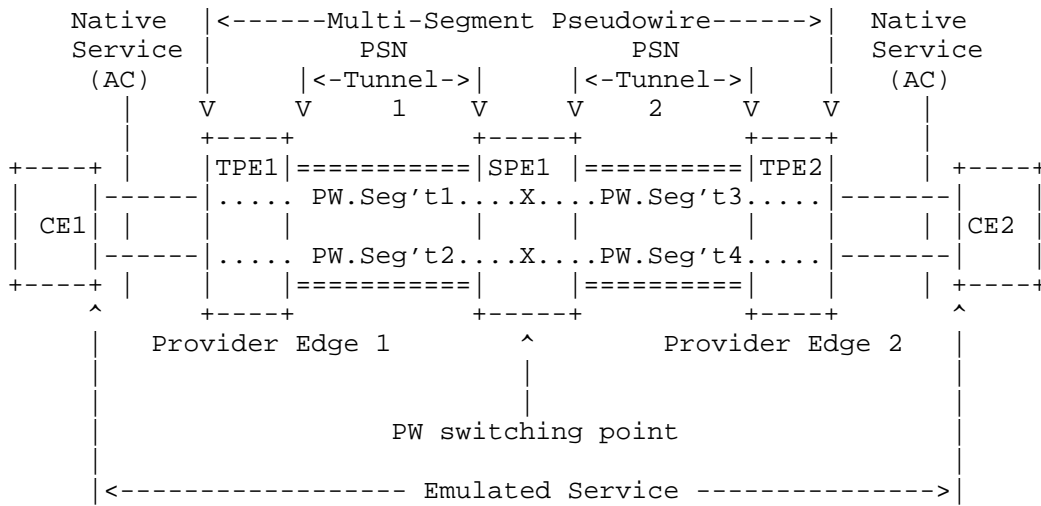 Native |<------Multi-Segment Pseudowire------>| Native
Service | PSN PSN | Service
(AC) | |<-Tunnel->| |<-Tunnel->| | (AC)
| V V 1 V V 2 V V |
| +----+ +-----+ +----+ |
+----+ | |TPE1|===========|SPE1 |==========|TPE2| | +----+
| |------|..... PW.Seg't1....X....PW.Seg't3.....|-------| |
| CE1| | | | | | | | | |CE2 |
| |------|..... PW.Seg't2....X....PW.Seg't4.....|-------| |
+----+ | | |===========| |==========| | | +----+
^ +----+ +-----+ +----+ ^
| Provider Edge 1 ^ Provider Edge 2 |
| | |
| | |
| | |
| PW switching point |
| |
|<------------------ Emulated Service --------------->|